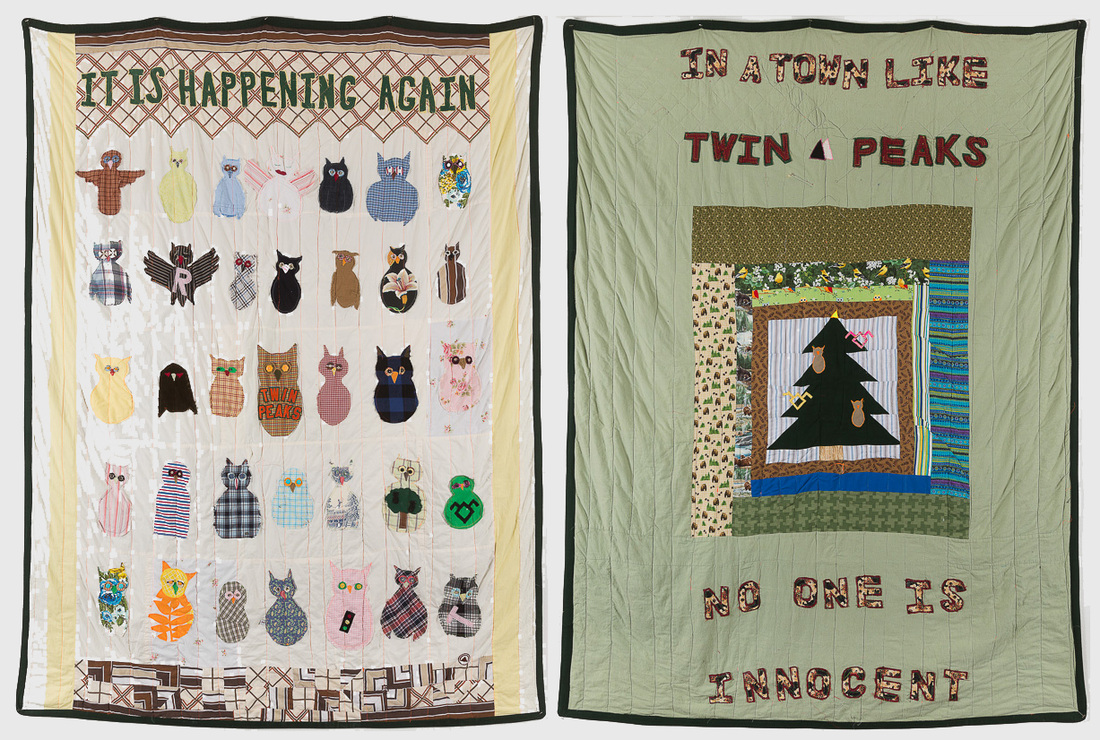 IT IS HAPPENING AGAIN
R
TWIN
PEAKS
IN A TOWN LIKE
TWIN PEAKS
NO ONE IS
INNOCENT